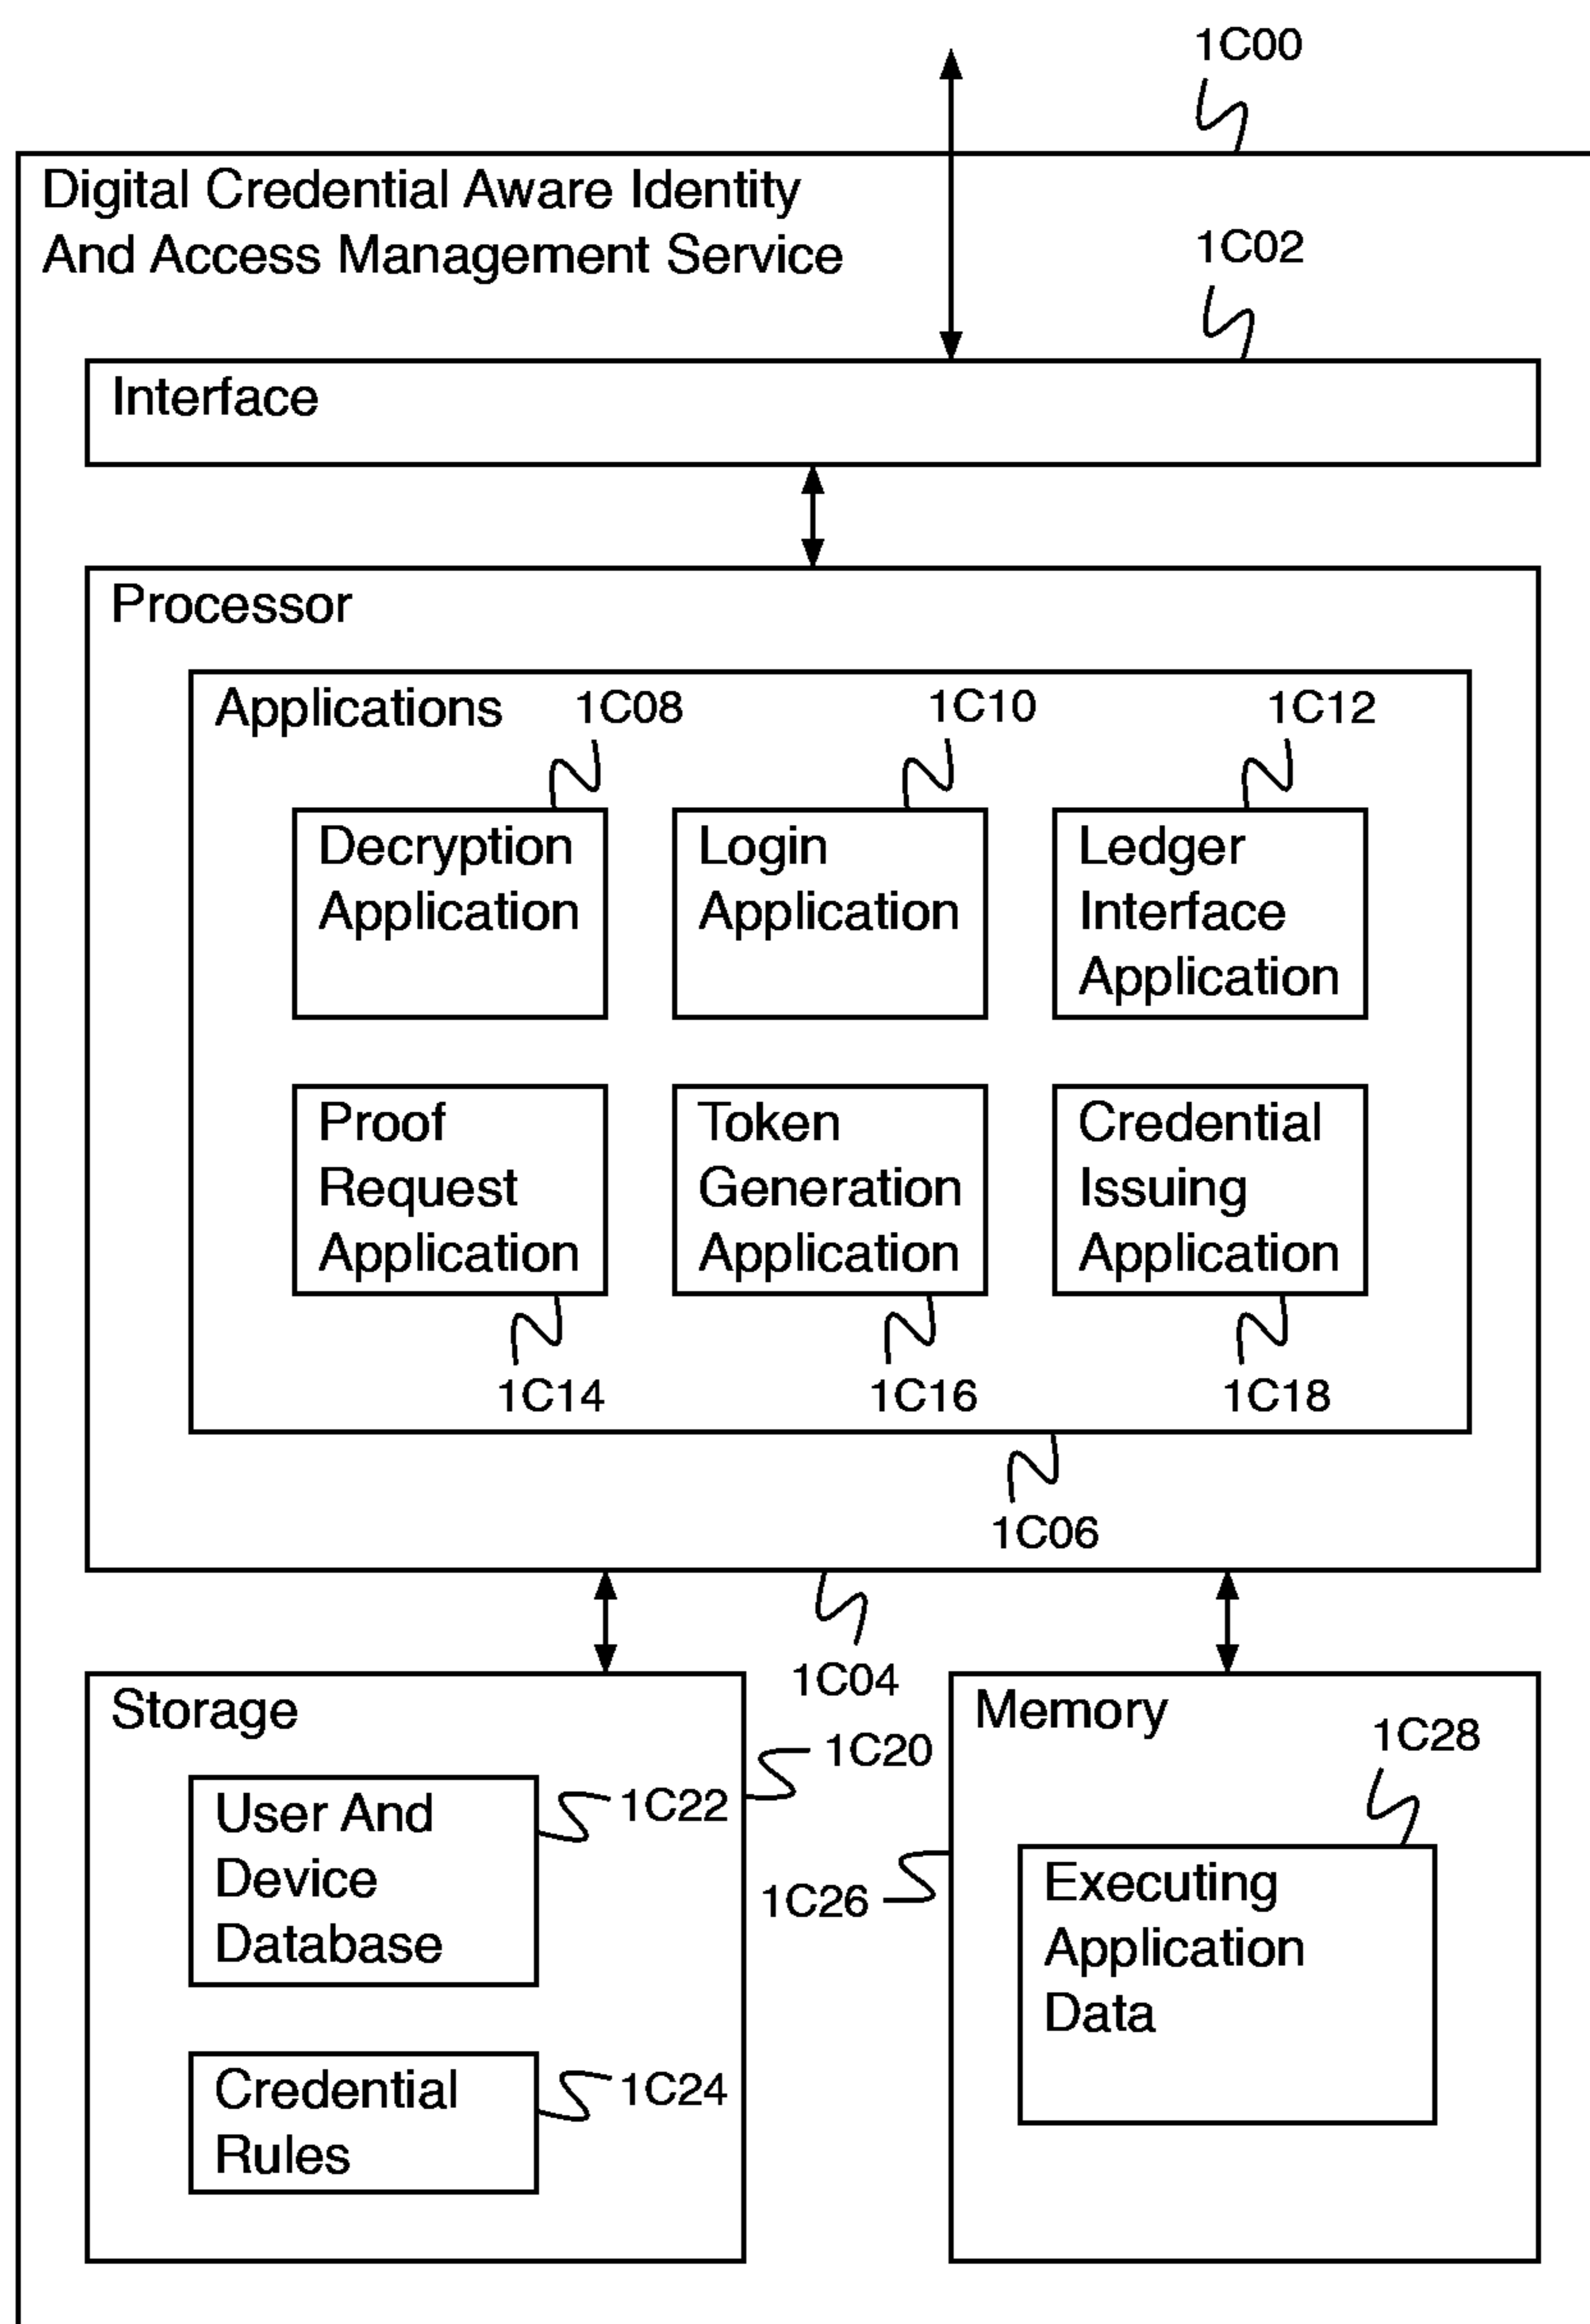 1C00
Digital Credential Aware Identity
And Access Management Service
1C02
Interface
Processor
Applications
1C08
1C10
1C12
Decryption
Application
Login
Application
Ledger
Interface
Application
Proof
Request
Application
Token
Generation
Application
Credential
Issuing
Application
1C14
1C16
1C18
1C06
1C04
Storage
1C20
User And
Device
Database
1C22
Credential
Rules
1C24
Memory
1C28
1C26
Executing
Application
Data